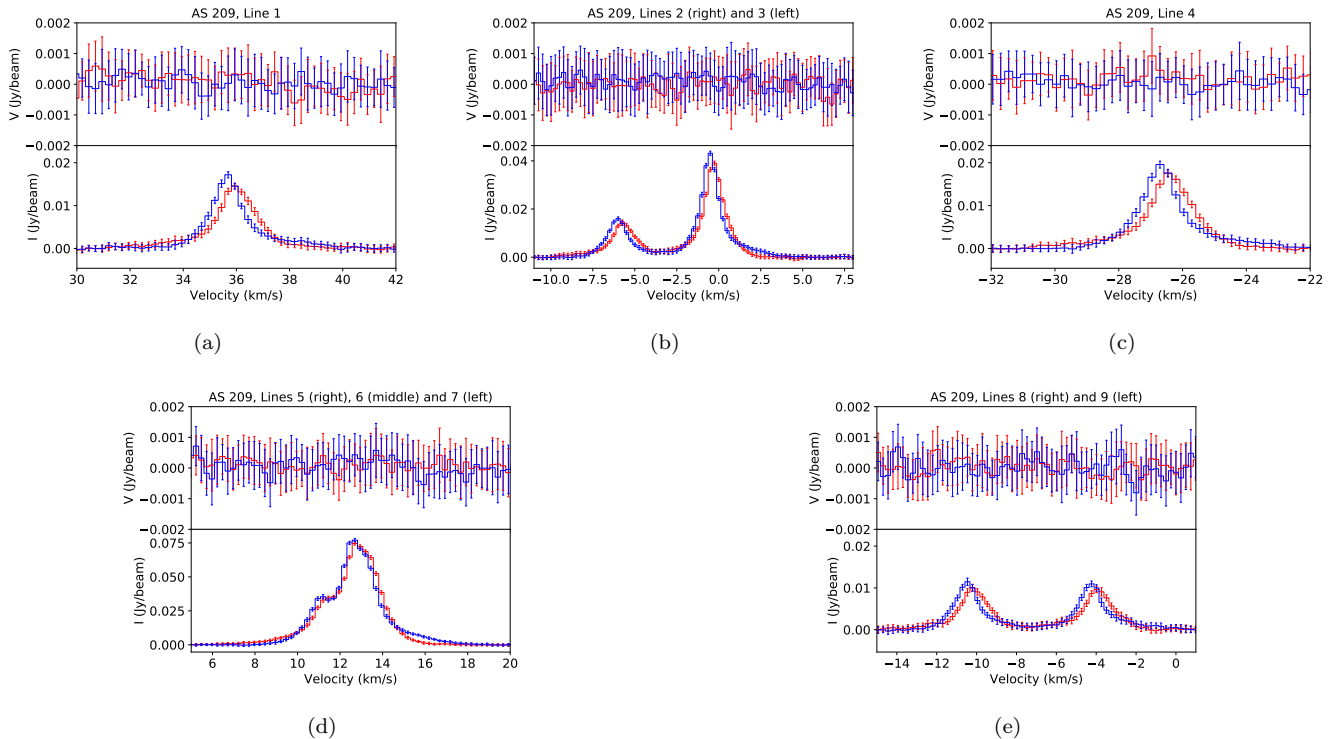 AS 209, Line 1
0.002
0.001
0.000
−0.001
−0.002
V (Jy/beam)
0.02
0.01
0.00
I (Jy/beam)
30 32 34 36 38 40 42
Velocity (km/s)
(a)
AS 209, Lines 2 (right) and 3 (left)
0.002
0.001
0.000
−0.001
−0.002
V (Jy/beam)
0.04
0.02
0.00
I (Jy/beam)
−10.0 −7.5 −5.0 −2.5 0.0 2.5 5.0 7.5
Velocity (km/s)
(b)
AS 209, Line 4
0.002
0.001
0.000
−0.001
−0.002
V (Jy/beam)
0.02
0.01
0.00
I (Jy/beam)
−32 −30 −28 −26 −24 −22
Velocity (km/s)
(c)
AS 209, Lines 5 (right), 6 (middle) and 7 (left)
0.002
0.001
0.000
−0.001
−0.002
V (Jy/beam)
0.075
0.050
0.025
0.000
I (Jy/beam)
6 8 10 12 14 16 18 20
Velocity (km/s)
(d)
AS 209, Lines 8 (right) and 9 (left)
0.002
0.001
0.000
−0.001
−0.002
V (Jy/beam)
0.02
0.01
0.00
I (Jy/beam)
−14 −12 −10 −8 −6 −4 −2 0
Velocity (km/s)
(e)